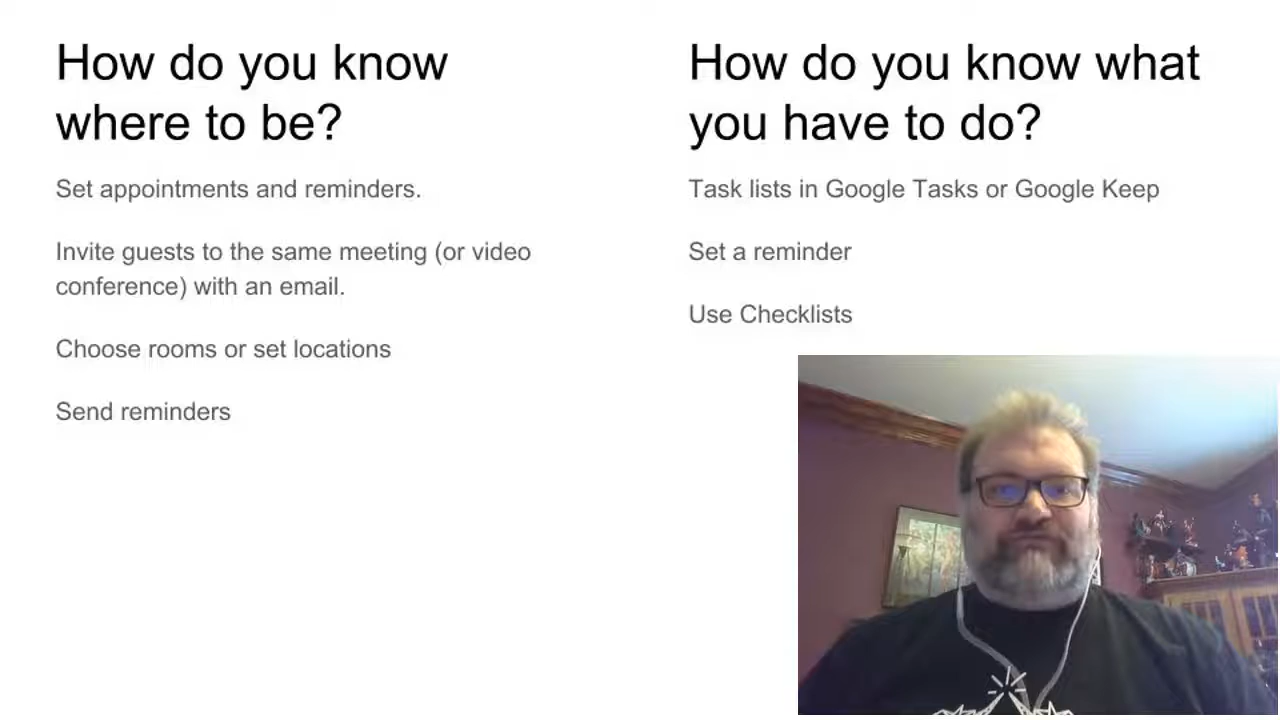 How do you know
where to be?
Set appointments and reminders.
Invite guests to the same meeting (or video
conference) with an email.
Choose rooms or set locations
Send reminders
How do you know what
you have to do?
Task lists in Google Tasks or Google Keep
Set a reminder
Use Checklists